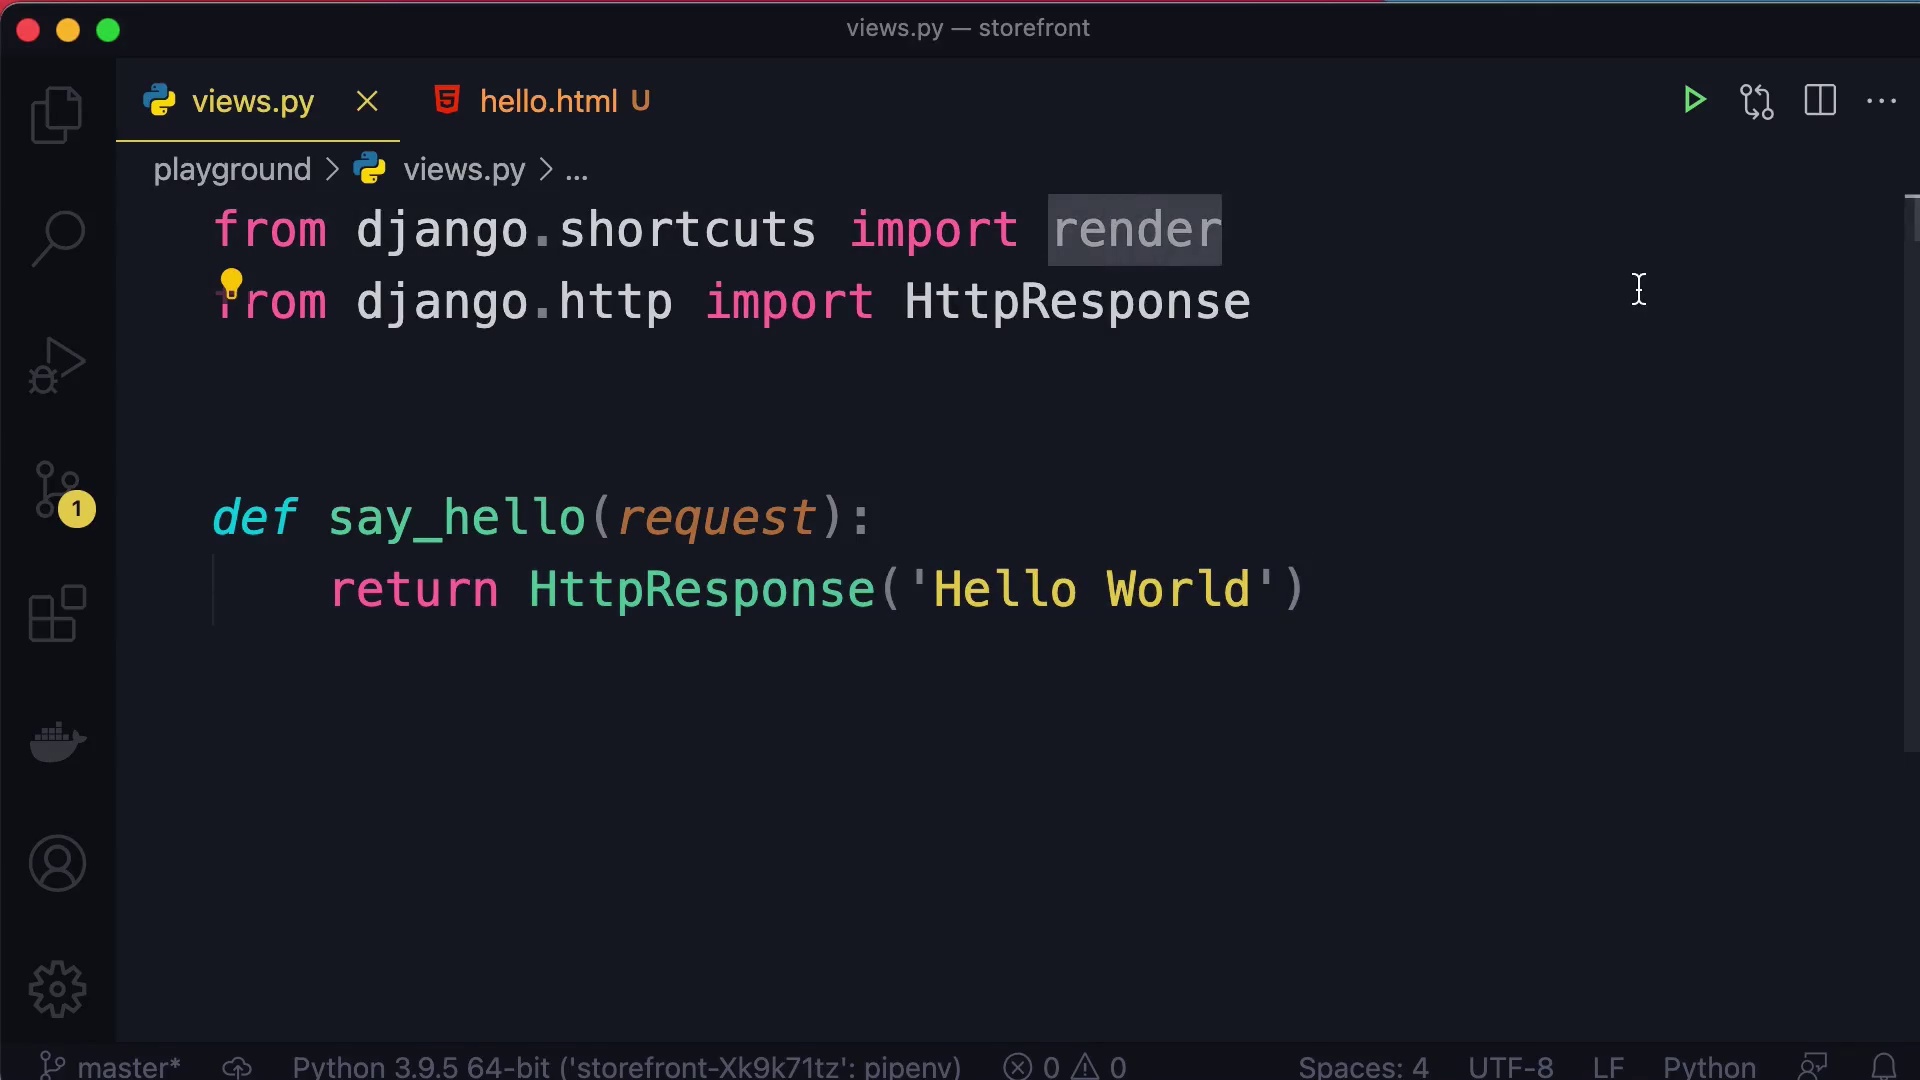 views.py — storefront
views.py
hello.html U
playground > views.py > ...
from django.shortcuts import render
from django.http import HttpResponse
def say_hello(request):
return HttpResponse('Hello World')
1
master*
Python 3.9.5 64-bit ('storefront-Xk9k71tz': pipenv)
0
0
Spaces: 4
UTF-8
LF
Python